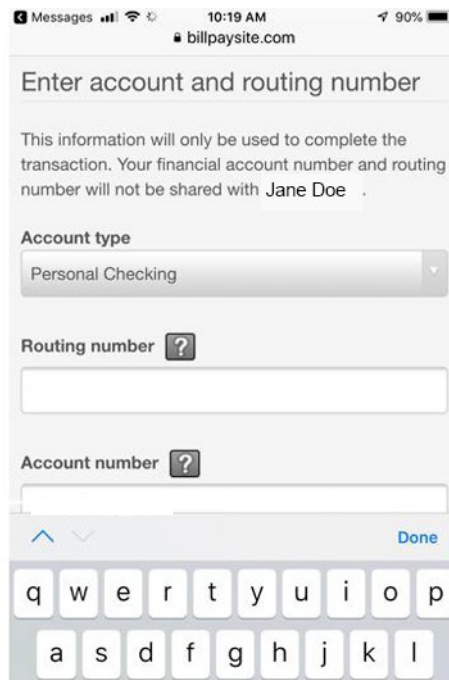 Messages 10:19 AM 90%
billpaysite.com
Enter account and routing number
This information will only be used to complete the
transaction. Your financial account number and routing
number will not be shared with Jane Doe .
Account type
Personal Checking
Routing number ?
Account number ?
Done
q w e r t y u i o p
a s d f g h j k l